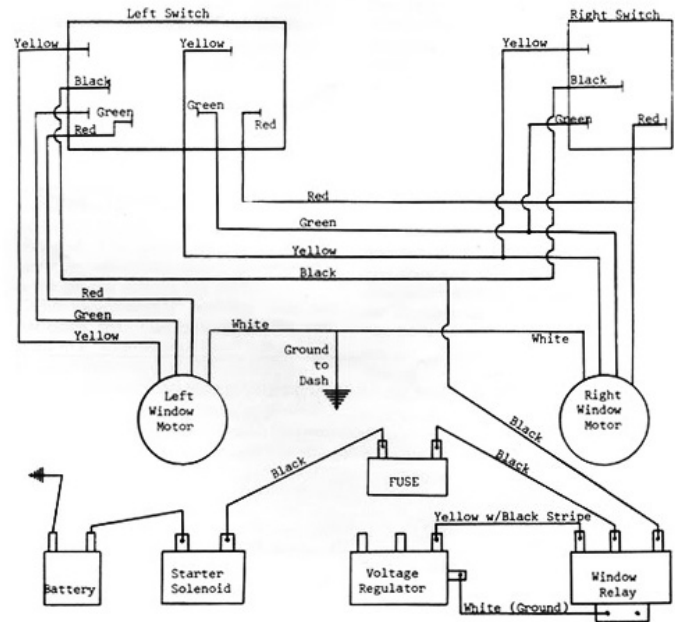 Left Switch
Right Switch
Yellow
Yellow
Yellow
Black
Black
Green
Green
Green
Red
Red
Red
Red
Green
Yellow
Black
Red
Green
Yellow
White
White
Ground
to
Dash
Left
Window
Motor
Right
Window
Motor
Black
Black
Black
FUSE
Yellow w/Black Stripe
Battery
Starter
Solenoid
Voltage
Regulator
Window
Relay
White (Ground)